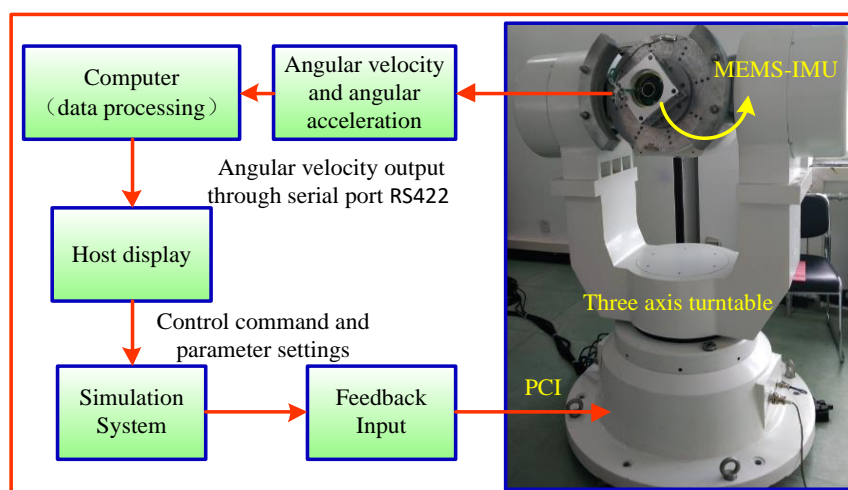 Computer
（data processing）
Angular velocity
and angular
acceleration
MEMS-IMU
Angular velocity output
through serial port RS422
Host display
Three axis turntable
Control command and
parameter settings
Simulation
System
Feedback
Input
PCI